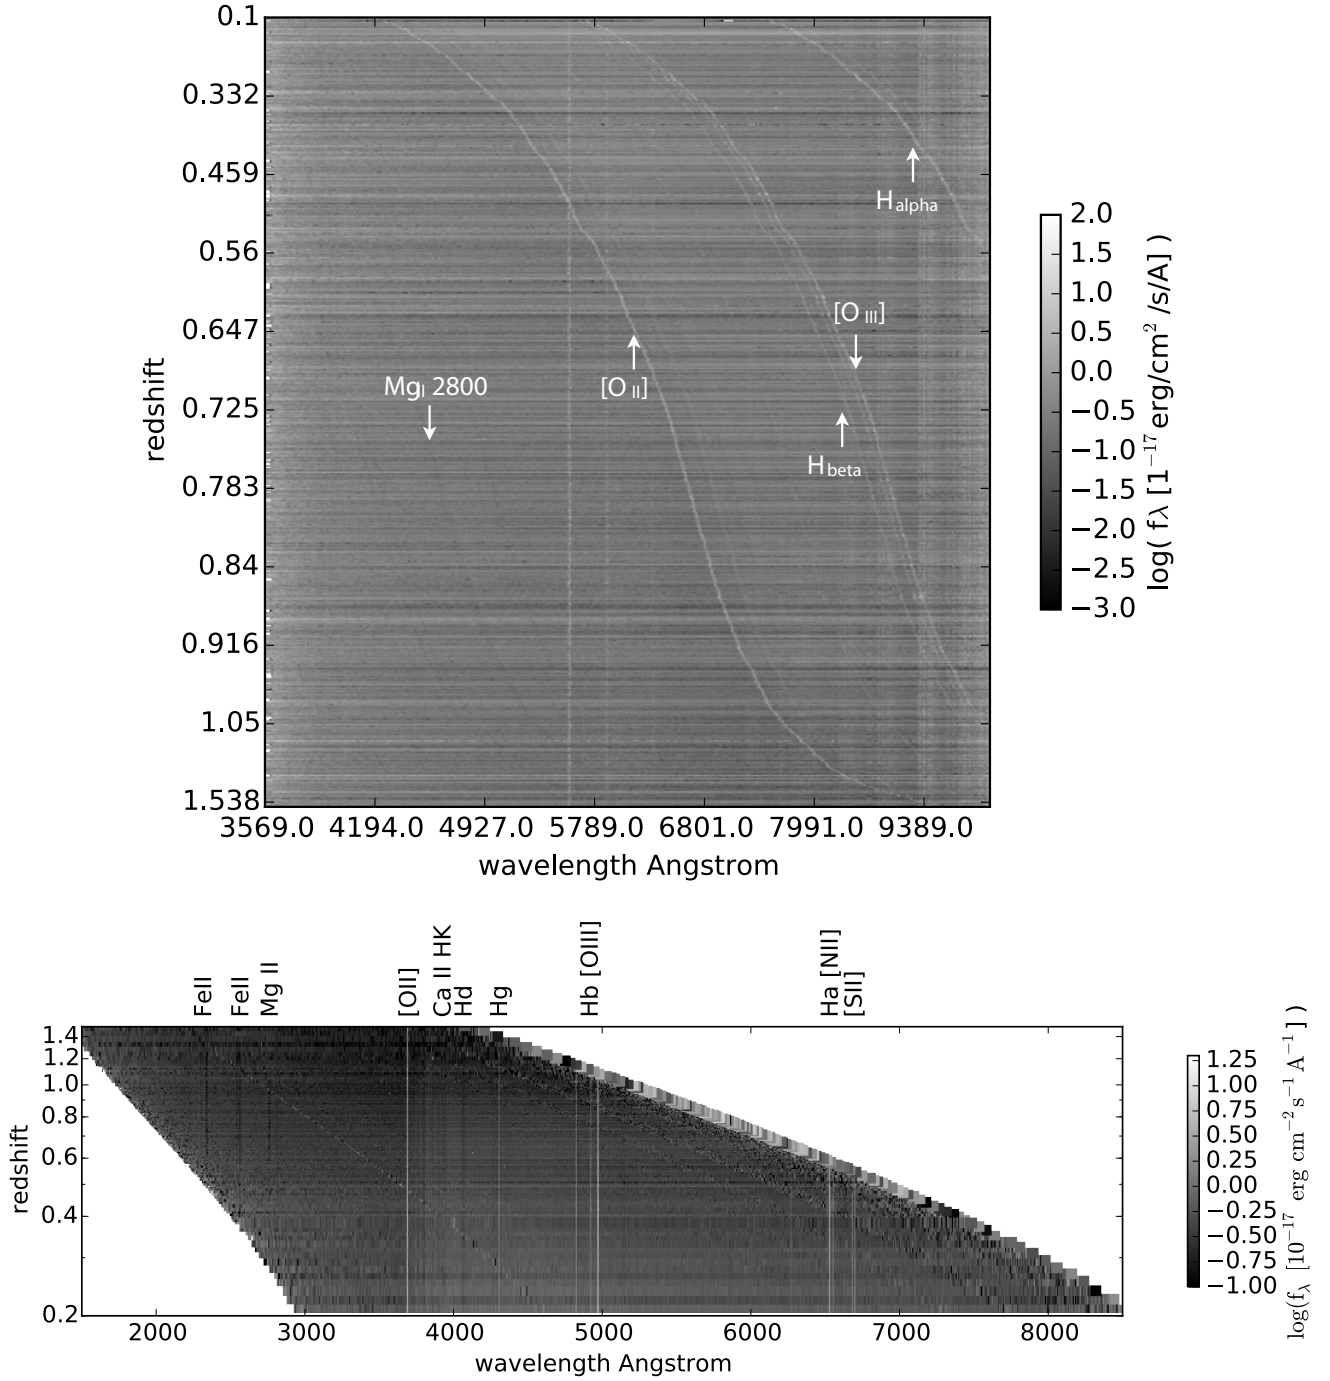 0.1
0.332
0.459
0.56
0.647
0.725
0.783
0.84
0.916
1.05
1.538
redshift
H alpha
[O III]
Mg I 2800
[O II]
H beta
3569.0 4194.0 4927.0 5789.0 6801.0 7991.0 9389.0
wavelength Angstrom
2.0
1.5
1.0
0.5
0.0
−0.5
−1.0
−1.5
−2.0
−2.5
−3.0
log( fλ [1⁻¹⁷ erg/cm² /s/A] )
FeII
FeII
Mg II
[OII]
Ca II HK
Hd
Hg
Hb [OIII]
Ha [NII]
[SII]
1.4
1.2
1.0
0.8
0.6
0.4
0.2
redshift
2000 3000 4000 5000 6000 7000 8000
wavelength Angstrom
1.25
1.00
0.75
0.50
0.25
0.00
−0.25
−0.50
−0.75
−1.00
log(f_λ [10⁻¹⁷ erg cm⁻² s⁻¹ A⁻¹] )